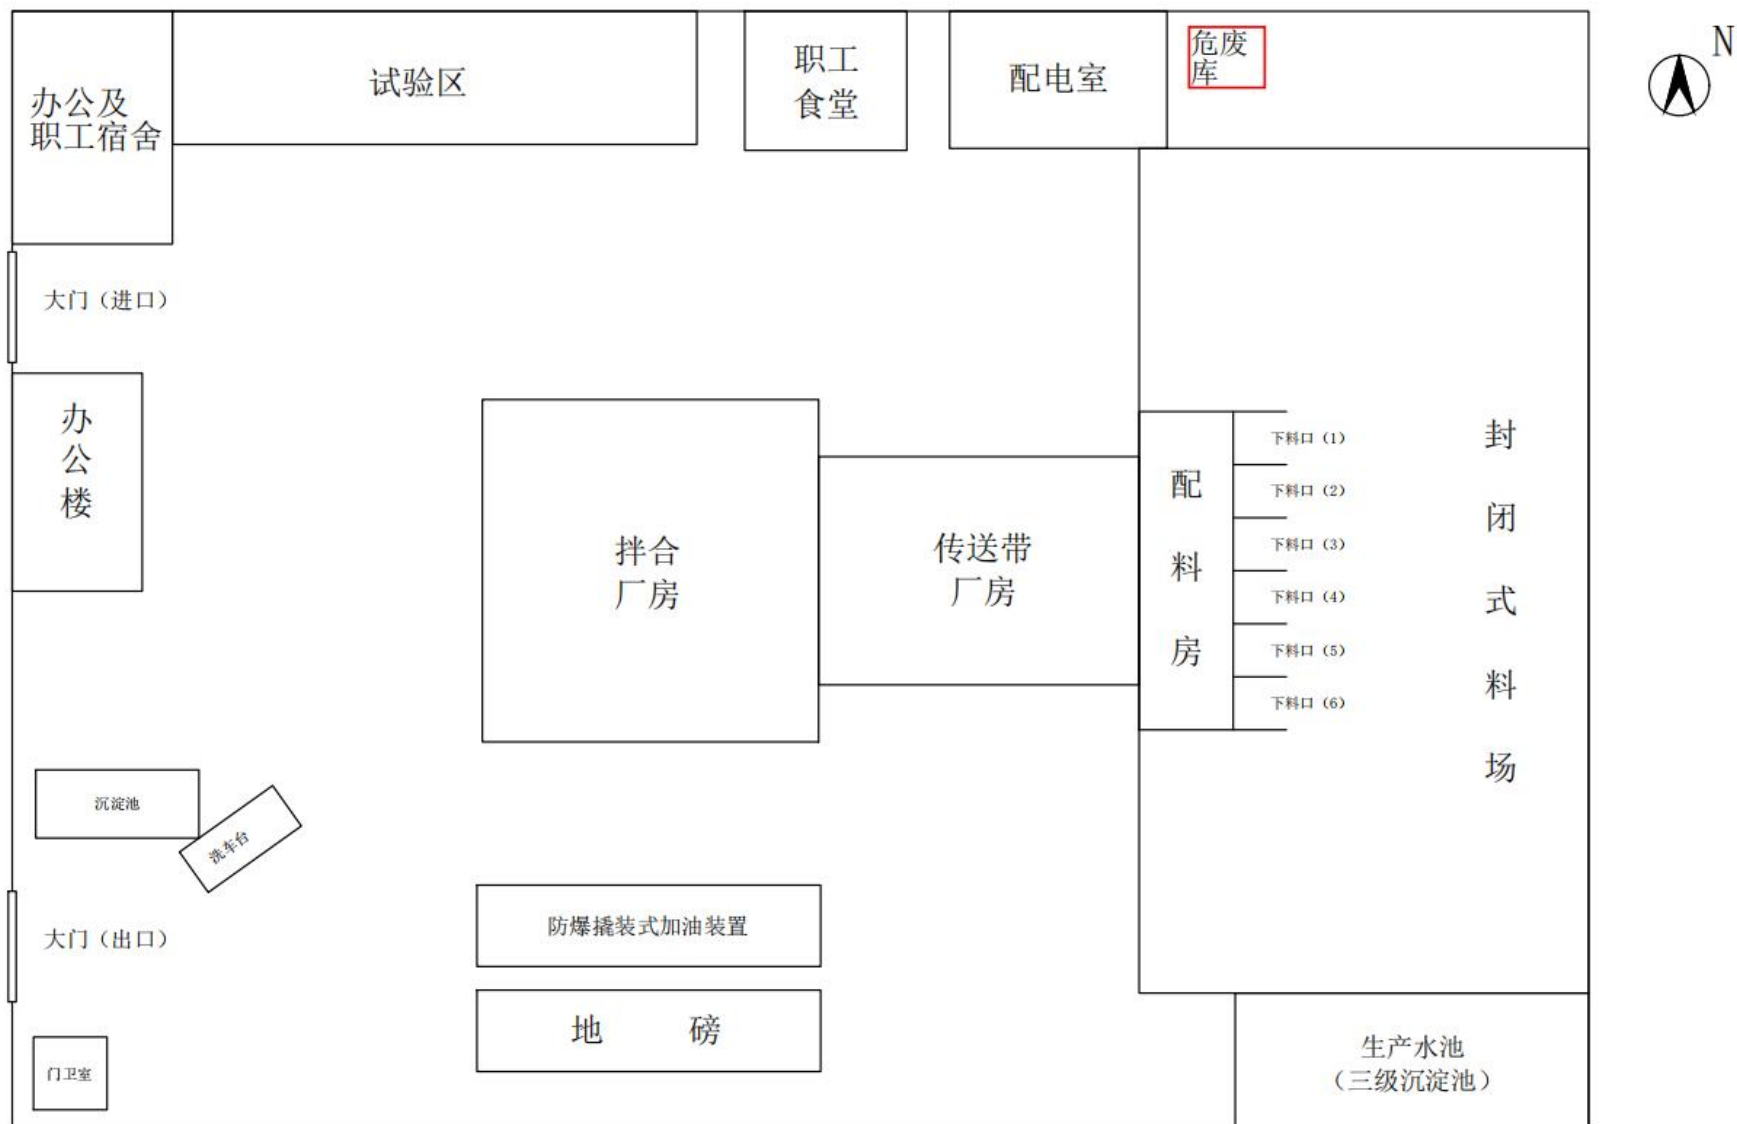 N
办公及
职工宿舍
试验区
职工
食堂
配电室
危废
库
大门（进口）
办
公
楼
拌合
厂房
传送带
厂房
配
料
房
下料口（1）
下料口（2）
下料口（3）
下料口（4）
下料口（5）
下料口（6）
封
闭
式
料
场
沉淀池
洗车台
大门（出口）
防爆撬装式加油装置
地 磅
门卫室
生产水池
（三级沉淀池）